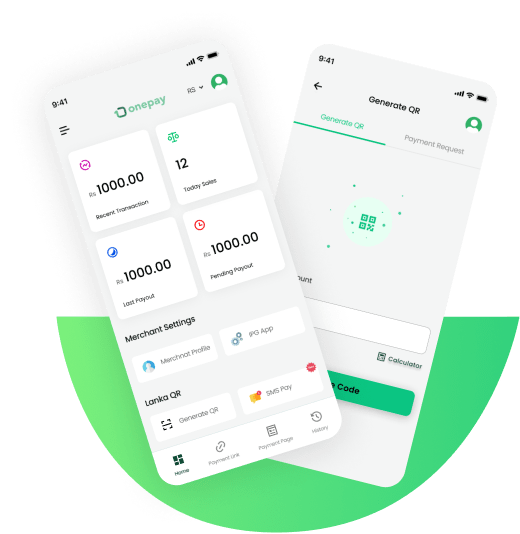 9:41
onepay
RS
Rs 1000.00
Recent Transaction
12
Today Sales
Rs 1000.00
Last Payout
Rs 1000.00
Pending Payout
Merchant Settings
Merchnat Profile
IPG App
Lanka QR
Generate QR
SMS Pay
Home
Payment Link
Payment Page
History
9:41
Generate QR
Generate QR
Payment Request
ount
Calculator
e Code